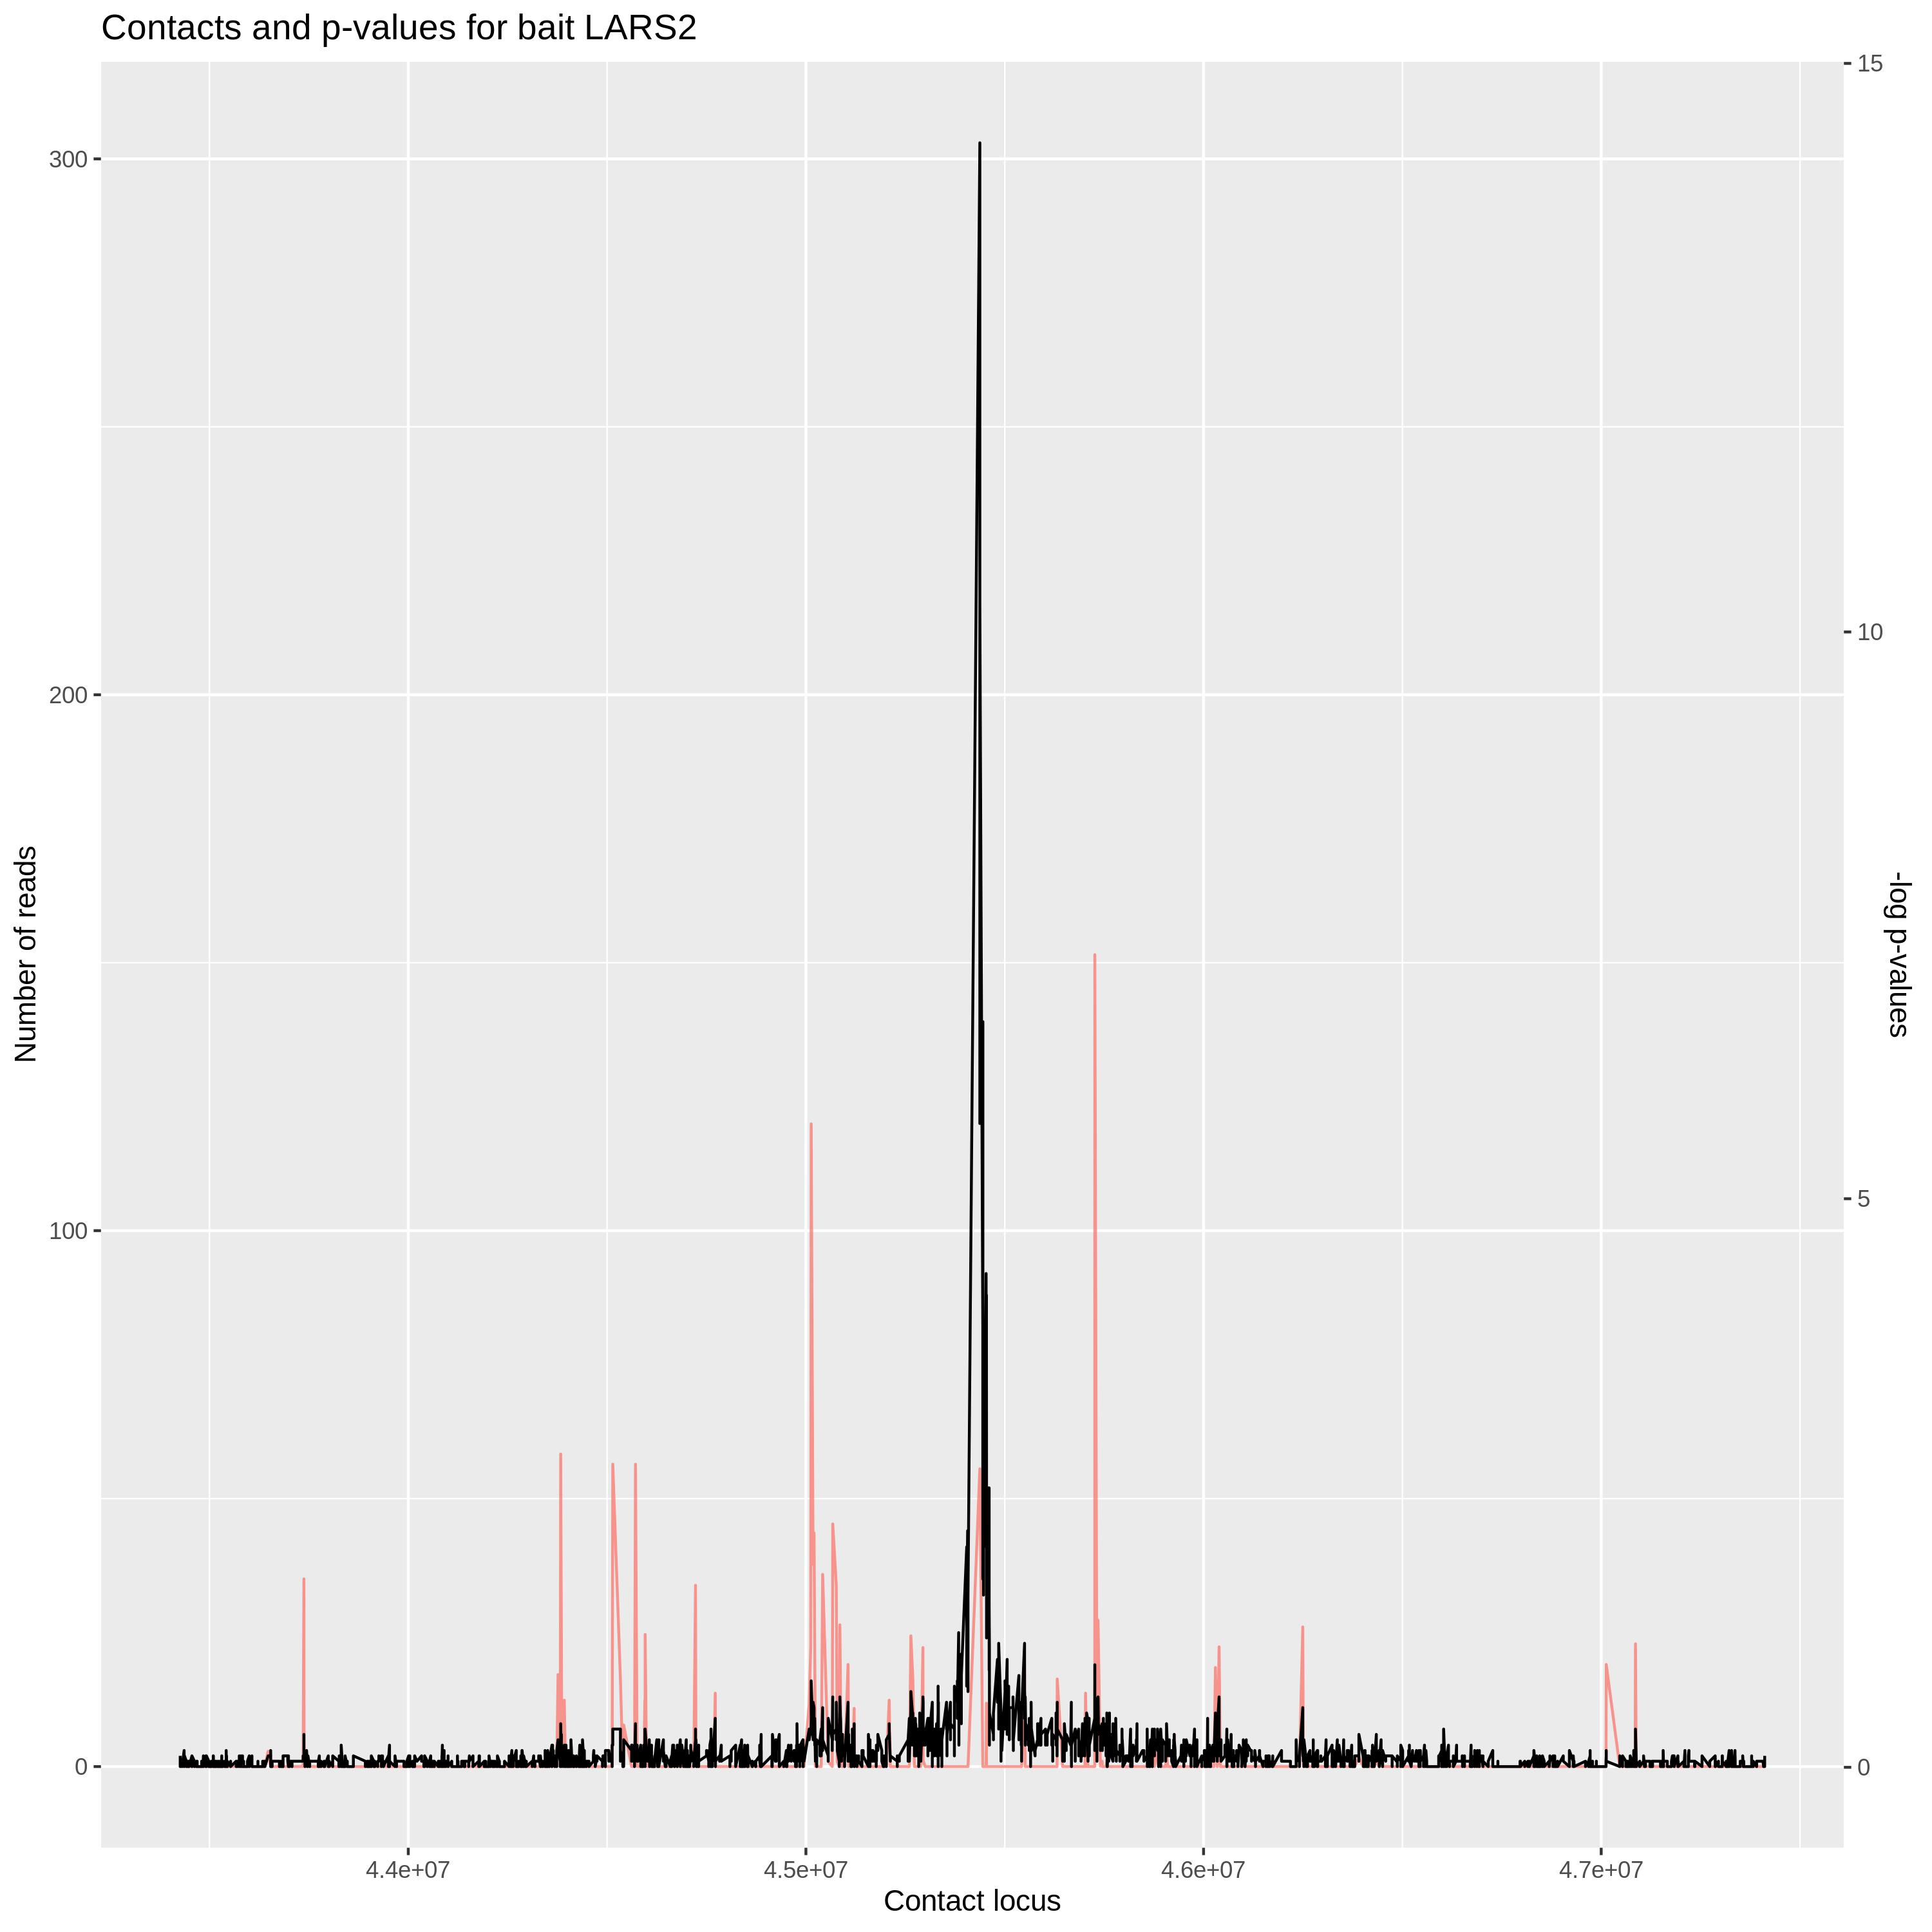 Contacts and p-values for bait LARS2
15
300
10
200
Number of reads
-log p-values
5
100
0
0
4.4e+07
4.5e+07
4.6e+07
4.7e+07
Contact locus